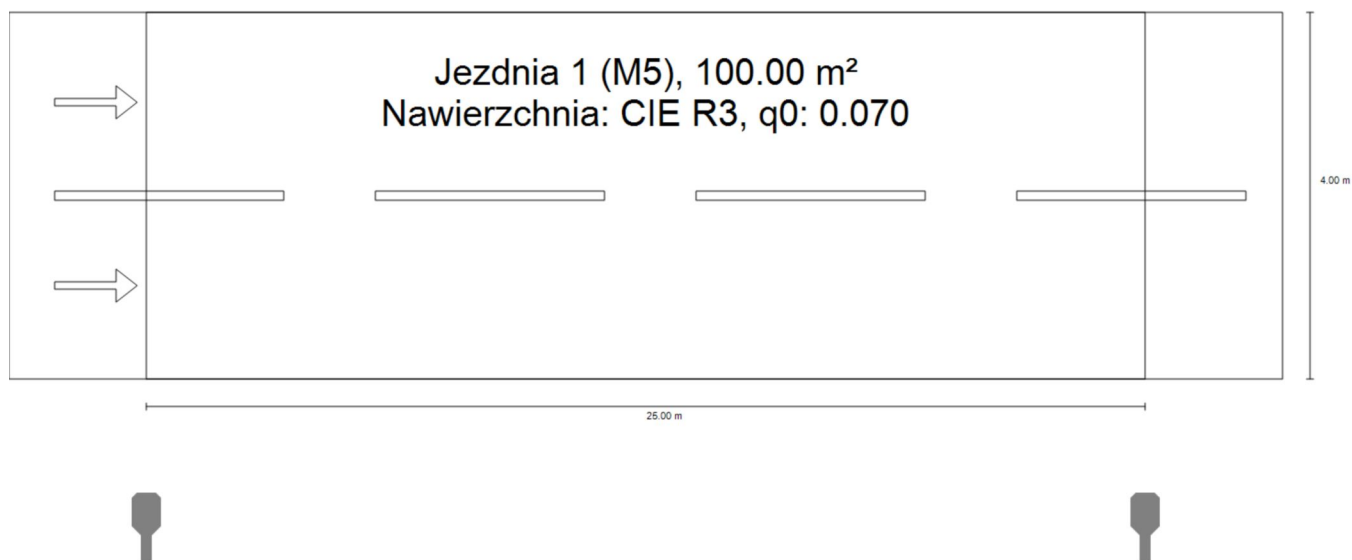 Jezdnia 1 (M5), 100.00 m²
Nawierzchnia: CIE R3, q0: 0.070
4.00 m
25.00 m